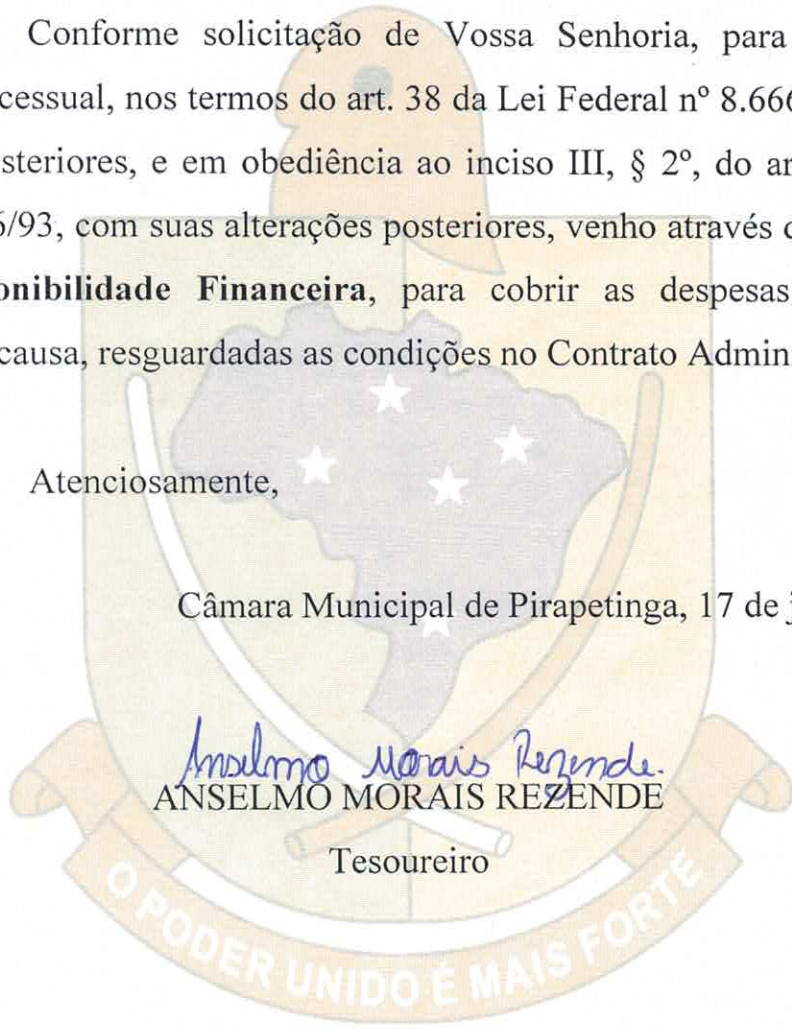 Conforme solicitação de Vossa Senhoria, para
cessual, nos termos do art. 38 da Lei Federal nº 8.666
steriores, e em obediência ao inciso III, § 2º, do ar
6/93, com suas alterações posteriores, venho através d
onibilidade Financeira, para cobrir as despesas
causa, resguardadas as condições no Contrato Admin
Atenciosamente,
Câmara Municipal de Pirapetinga, 17 de j
Anselmo Morais Rezende.
ANSELMO MORAIS REZENDE
Tesoureiro
O PODER UNIDO É MAIS FORTE